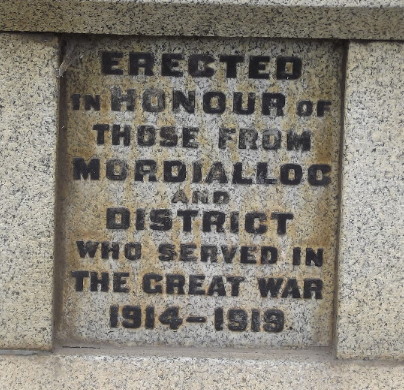 ERECTED
IN HONOUR OF
THOSE FROM
MORDIALLOC
AND
DISTRICT
WHO SERVED IN
THE GREAT WAR
1914-1919.